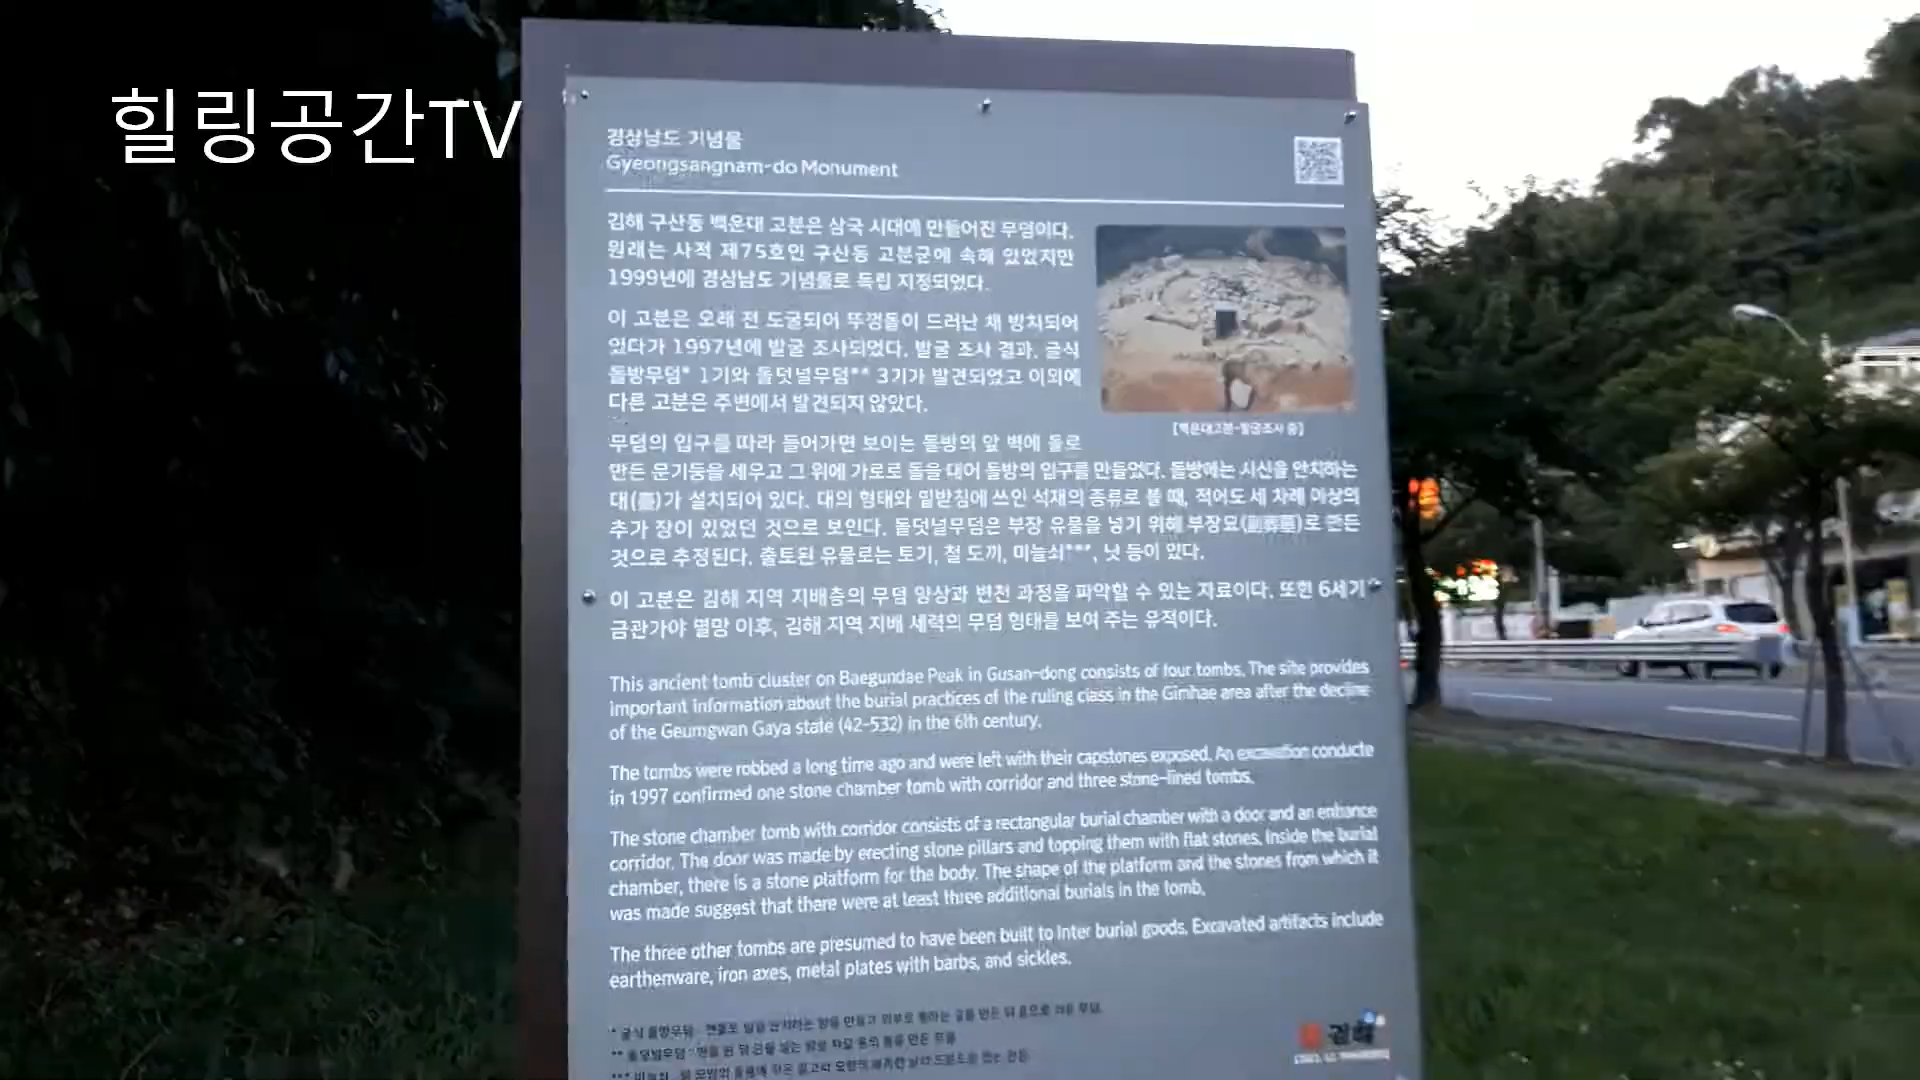 힐링공간TV
경상남도 기념물
Gyeongsangnam-do Monument
김해 구산동 백운대 고분은 삼국 시대에 만들어진 무덤이다.
원래는 사적 제75호인 구산동 고분군에 속해 있었지만
1999년에 경상남도 기념물로 독립 지정되었다.
이 고분은 오래 전 도굴되어 뚜껑돌이 드러난 채 방치되어
있다가 1997년에 발굴 조사되었다. 발굴 조사 결과, 굴식
돌방무덤* 1기와 돌덧널무덤** 3기가 발견되었고 이외에
다른 고분은 주변에서 발견되지 않았다.
[백운대고분-발굴조사 중]
무덤의 입구를 따라 들어가면 보이는 돌방의 앞 벽에 돌로
만든 문기둥을 세우고 그 위에 가로로 돌을 대어 돌방의 입구를 만들었다. 돌방에는 시신을 안치하는
대(臺)가 설치되어 있다. 대의 형태와 밑받침에 쓰인 석재의 종류로 볼 때, 적어도 세 차례 이상의
추가 장이 있었던 것으로 보인다. 돌덧널무덤은 부장 유물을 넣기 위해 부장묘(副葬墓)로 만든
것으로 추정된다. 출토된 유물로는 토기, 철 도끼, 미늘쇠***, 낫 등이 있다.
이 고분은 김해 지역 지배층의 무덤 양상과 변천 과정을 파악할 수 있는 자료이다. 또한 6세기
금관가야 멸망 이후, 김해 지역 지배 세력의 무덤 형태를 보여 주는 유적이다.
This ancient tomb cluster on Baegundae Peak in Gusan-dong consists of four tombs. The site provides
important information about the burial practices of the ruling class in the Gimhae area after the decline
of the Geumgwan Gaya state (42-532) in the 6th century.
The tombs were robbed a long time ago and were left with their capstones exposed. An excavation conducte
in 1997 confirmed one stone chamber tomb with corridor and three stone-lined tombs.
The stone chamber tomb with corridor consists of a rectangular burial chamber with a door and an enhance
corridor. The door was made by erecting stone pillars and topping them with flat stones. Inside the burial
chamber, there is a stone platform for the body. The shape of the platform and the stones from which it
was made suggest that there were at least three additional burials in the tomb.
The three other tombs are presumed to have been built to inter burial goods. Excavated artifacts include
earthenware, iron axes, metal plates with barbs, and sickles.
* 굴식 돌방무덤 :
** 돌덧널무덤 :
*** 미늘쇠 :
김해